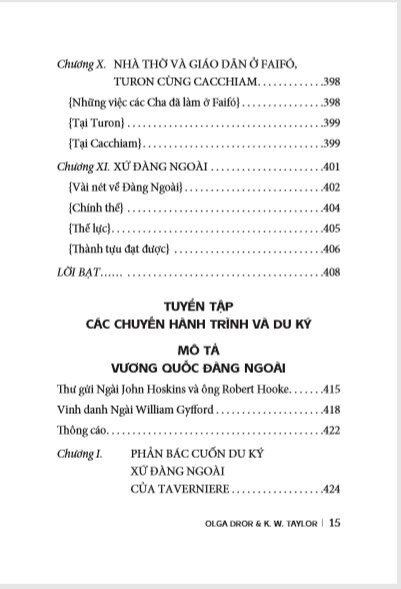 Chương X. NHÀ THỜ VÀ GIÁO DÂN Ở FAIFÓ,
TURON CÙNG CACCHIAM.............398
{Những việc các Cha đã làm ở Faifó}................398
{Tại Turon}........................................399
{Tại Cacchiam}.....................................399
Chương XI. XỨ ĐÀNG NGOÀI........................401
{Vài nét về Đàng Ngoài}............................402
{Chính thể}........................................404
{Thế lực}..........................................405
{Thành tựu đạt được}...............................406
LỜI BẠT............................................408
TUYỂN TẬP
CÁC CHUYẾN HÀNH TRÌNH VÀ DU KÝ
MÔ TẢ
VƯƠNG QUỐC ĐÀNG NGOÀI
Thư gửi Ngài John Hoskins và ông Robert Hooke.......415
Vinh danh Ngài William Gyfford.....................418
Thông cáo..........................................422
Chương I. PHẢN BÁC CUỐN DU KÝ
XỨ ĐÀNG NGOÀI
CỦA TAVERNIERE..................424
OLGA DROR & K. W. TAYLOR | 15